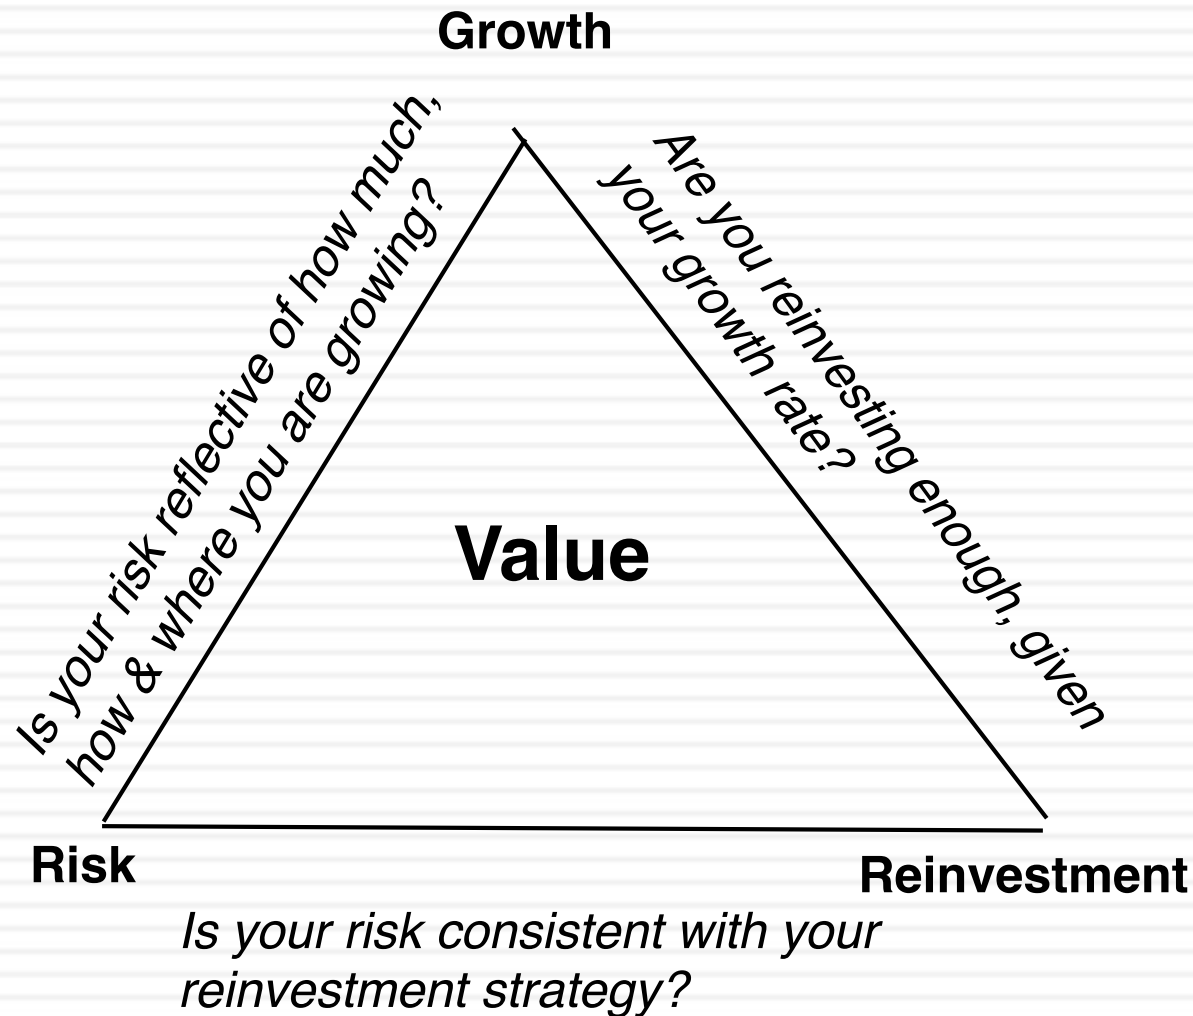 Growth
Is your risk reflective of how much,
how & where you are growing?
Are you reinvesting enough, given
your growth rate?
Value
Risk
Reinvestment
Is your risk consistent with your
reinvestment strategy?